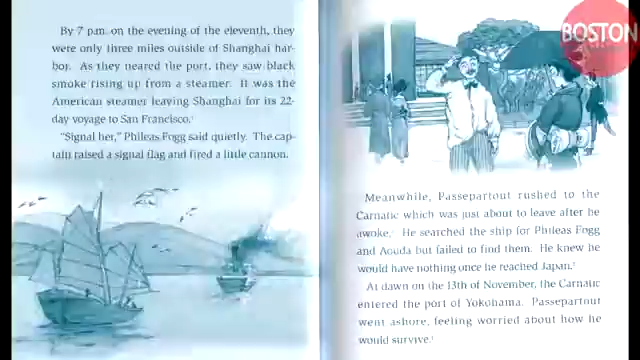 By 7 p.m. on the evening of the eleventh, they
were only three miles outside of Shanghai har-
bor. As they neared the port, they saw black
smoke rising up from a steamer. It was the
American steamer leaving Shanghai for its 22-
day voyage to San Francisco.
"Signal her," Phileas Fogg said quietly. The cap-
tain raised a signal flag and fired a little cannon.
Meanwhile, Passepartout rushed to the
Carnatic which was just about to leave after he
awoke. He searched the ship for Phileas Fogg
and Aouda but failed to find them. He knew he
would have nothing once he reached Japan.
At dawn on the 13th of November, the Carnatic
entered the port of Yokohama. Passepartout
went ashore, feeling worried about how he
would survive.
BOSTON